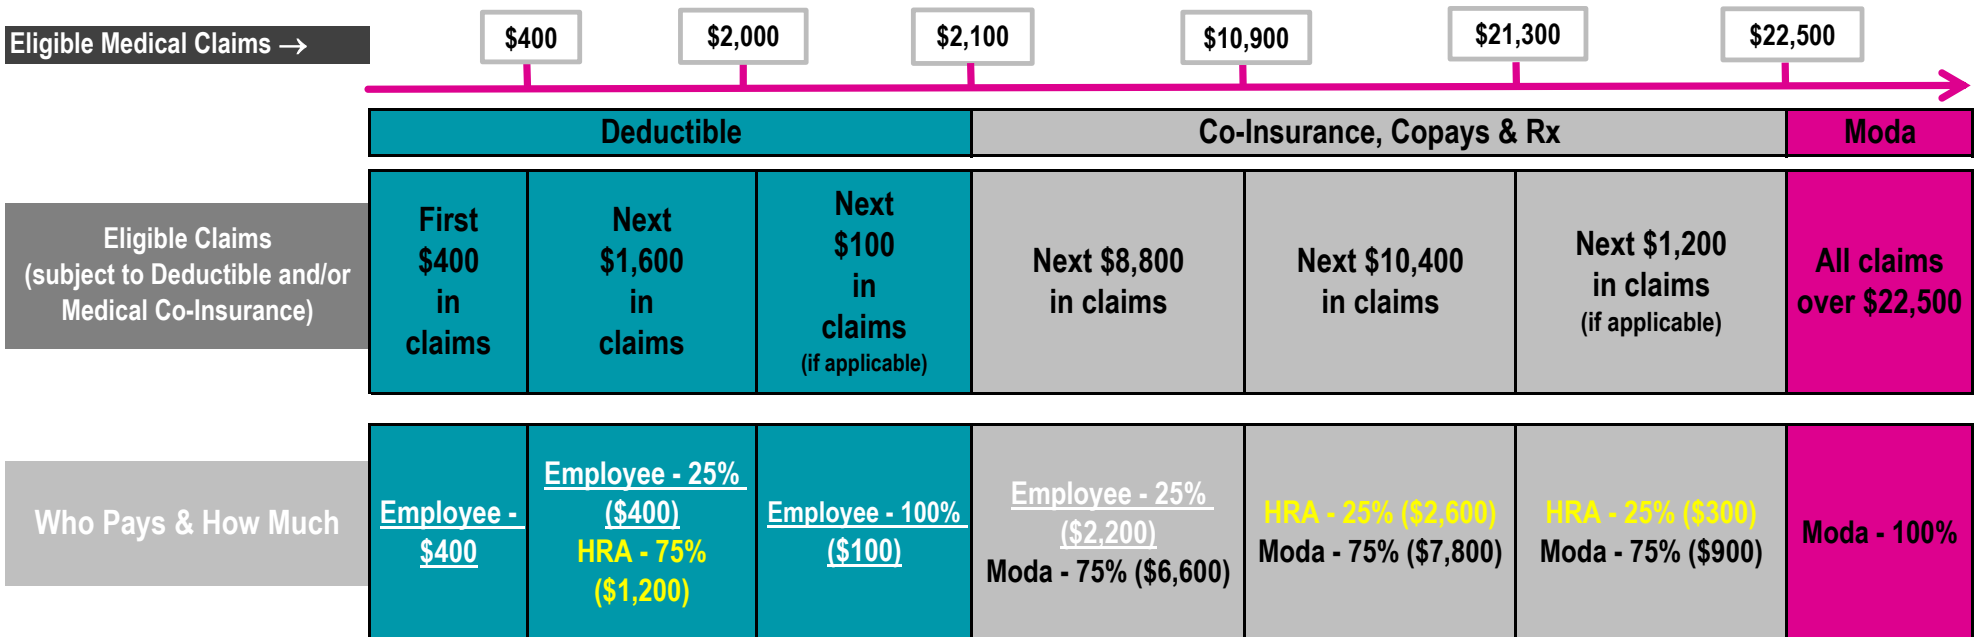 Eligible Medical Claims →
$400
$2,000
$2,100
$10,900
$21,300
$22,500
Deductible
Co-Insurance, Copays & Rx
Moda
Eligible Claims
(subject to Deductible and/or
Medical Co-Insurance)
First
$400
in
claims
Next
$1,600
in
claims
Next
$100
in
claims
(if applicable)
Next $8,800
in claims
Next $10,400
in claims
Next $1,200
in claims
(if applicable)
All claims
over $22,500
Who Pays & How Much
Employee -
$400
Employee - 25%
($400)
HRA - 75%
($1,200)
Employee - 100%
($100)
Employee - 25%
($2,200)
Moda - 75% ($6,600)
HRA - 25% ($2,600)
Moda - 75% ($7,800)
HRA - 25% ($300)
Moda - 75% ($900)
Moda - 100%